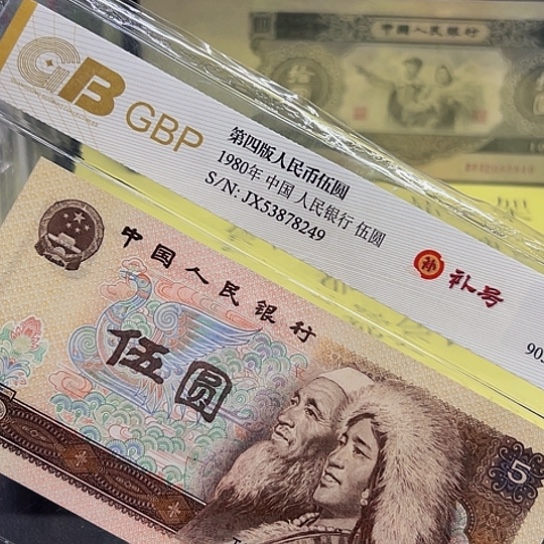 中国人民银行
GB GBP
第四版人民币伍圆
1980年 中国 人民银行 伍圆
S/N: JX53878249
补 补号
903
中国人民银行
伍圆
5